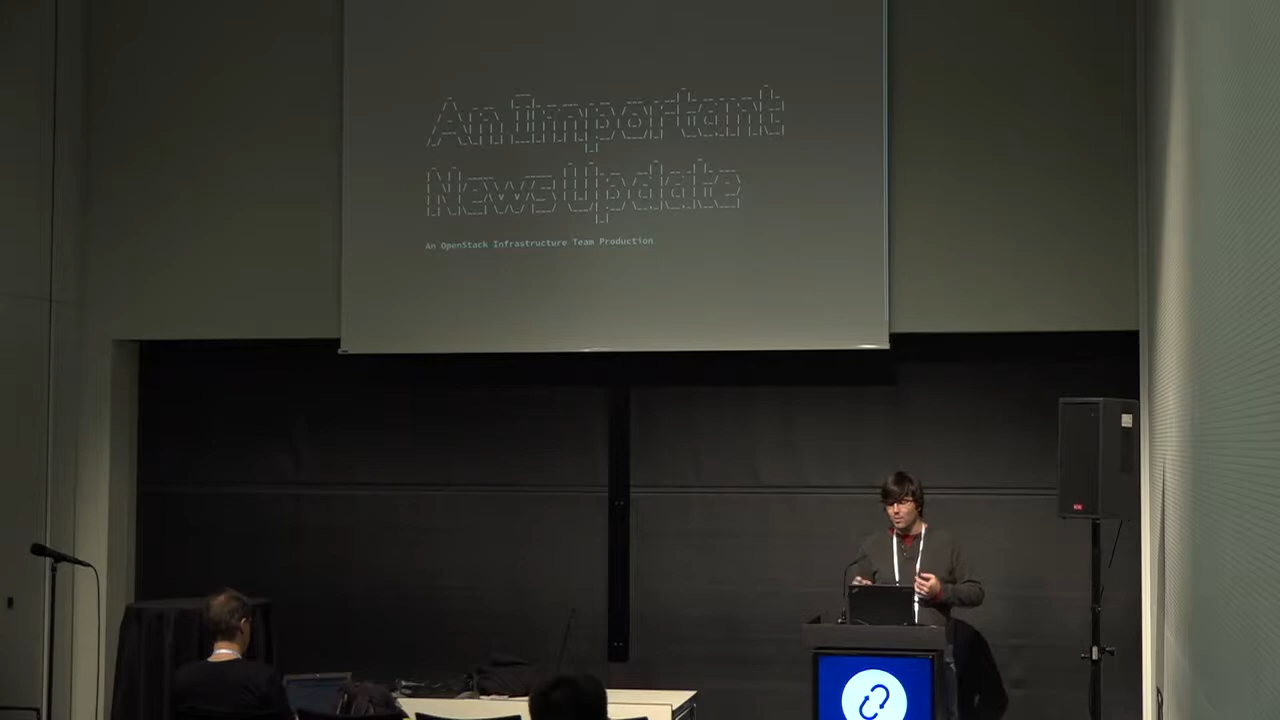 An Important
News Update
An OpenStack Infrastructure Team Production